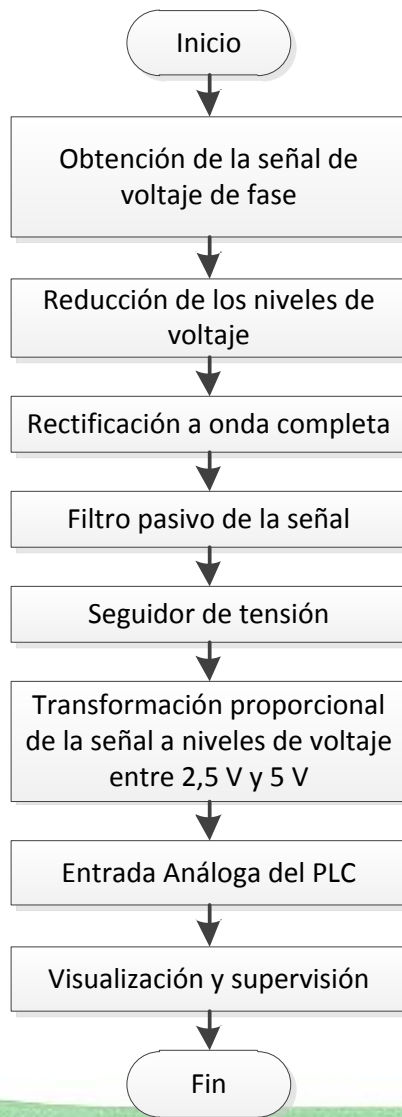 Inicio
Obtención de la señal de
voltaje de fase
Reducción de los niveles de
voltaje
Rectificación a onda completa
Filtro pasivo de la señal
Seguidor de tensión
Transformación proporcional
de la señal a niveles de voltaje
entre 2,5 V y 5 V
Entrada Análoga del PLC
Visualización y supervisión
Fin